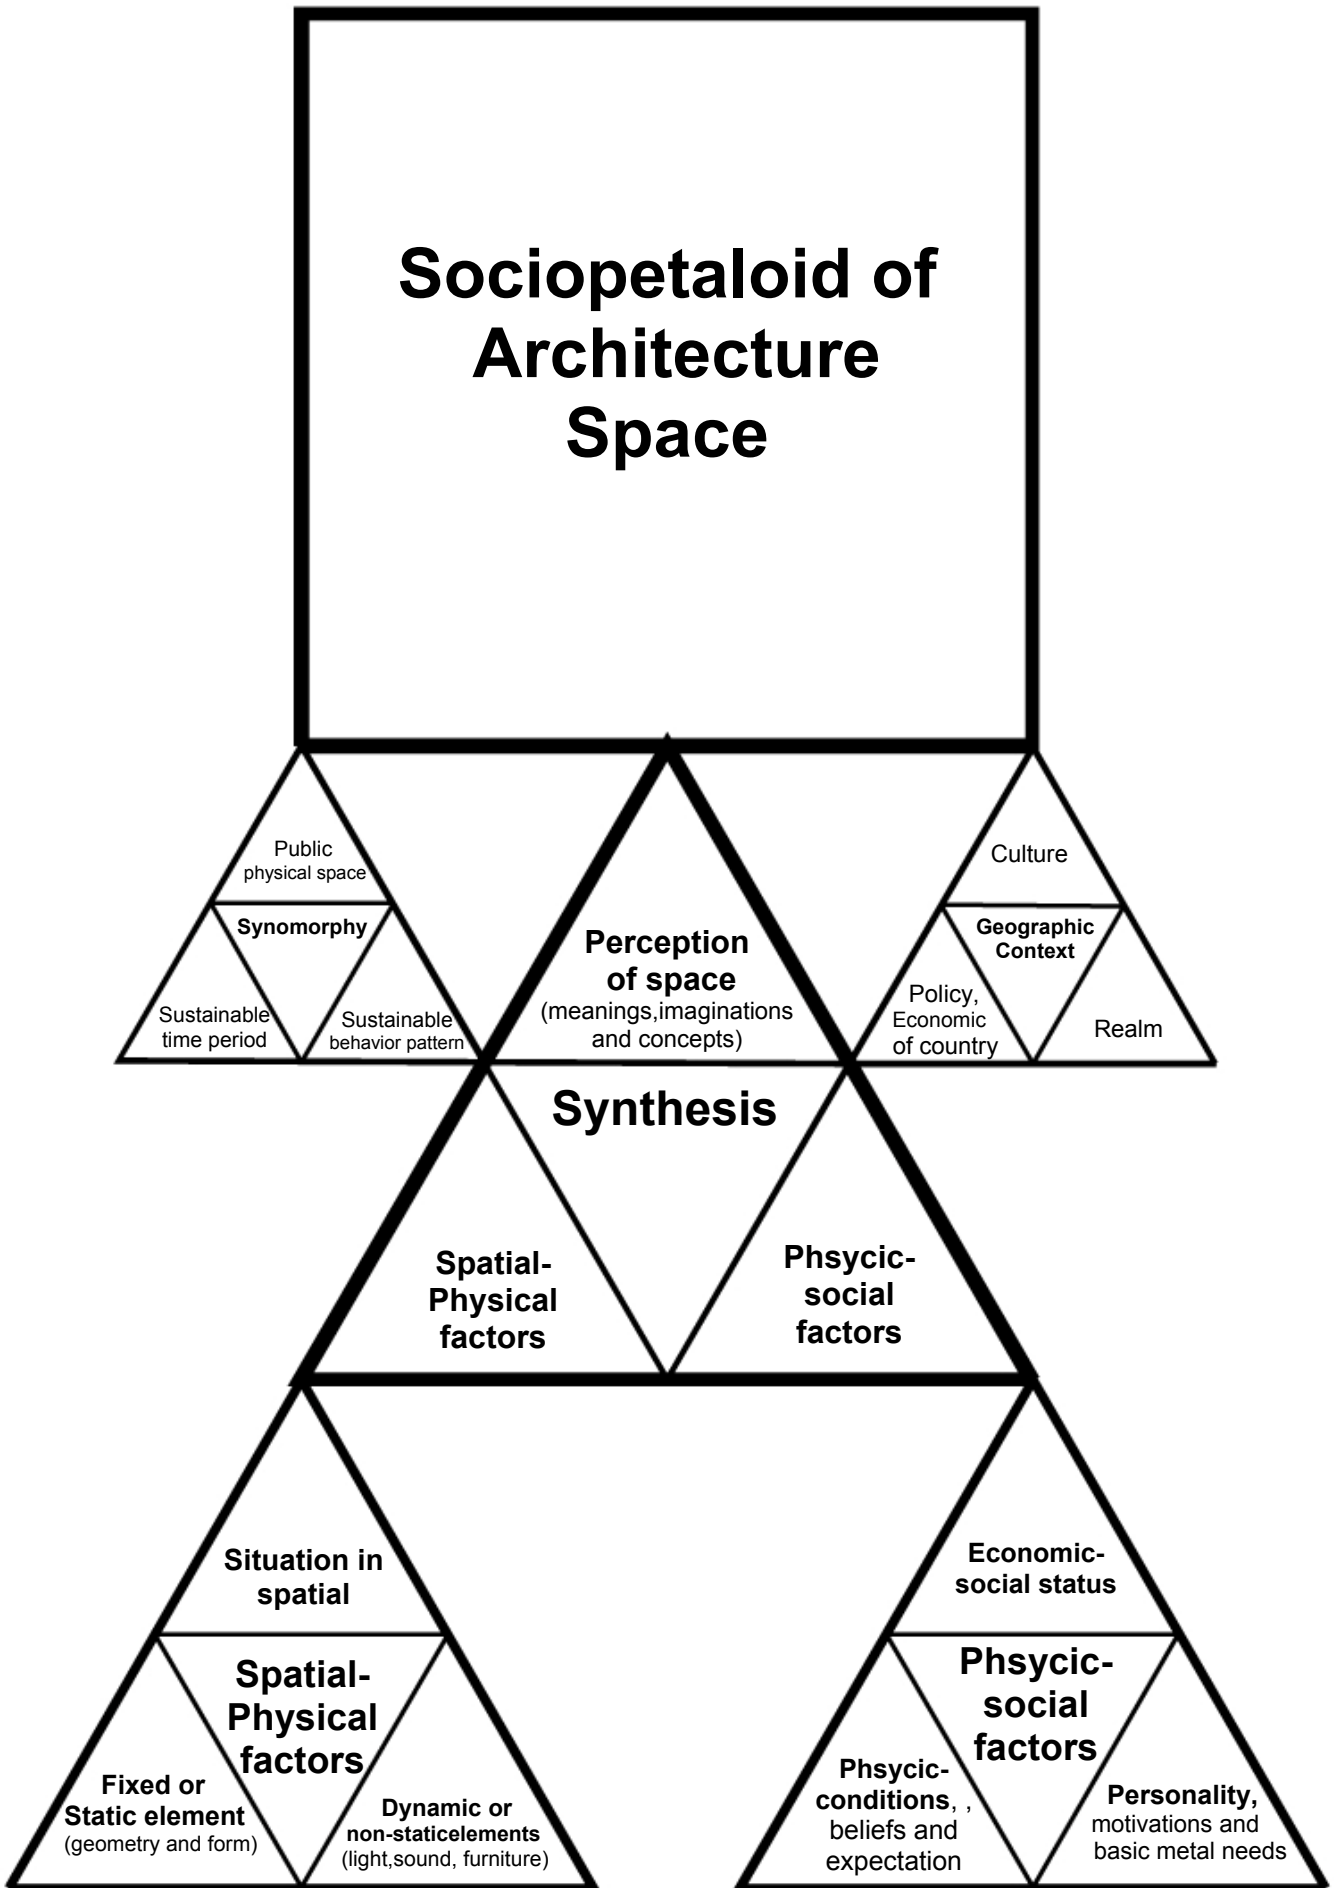 Sociopetaloid of
Architecture
Space
Public
physical space
Synomorphy
Sustainable
time period
Sustainable
behavior pattern
Perception
of space
(meanings,imaginations
and concepts)
Culture
Geographic
Context
Policy,
Economic
of country
Realm
Synthesis
Spatial-
Physical
factors
Phsycic-
social
factors
Situation in
spatial
Spatial-
Physical
factors
Fixed or
Static element
(geometry and form)
Dynamic or
non-staticelements
(light,sound, furniture)
Economic-
social status
Phsycic-
social
factors
Phsycic-
conditions, ,
beliefs and
expectation
Personality,
motivations and
basic metal needs